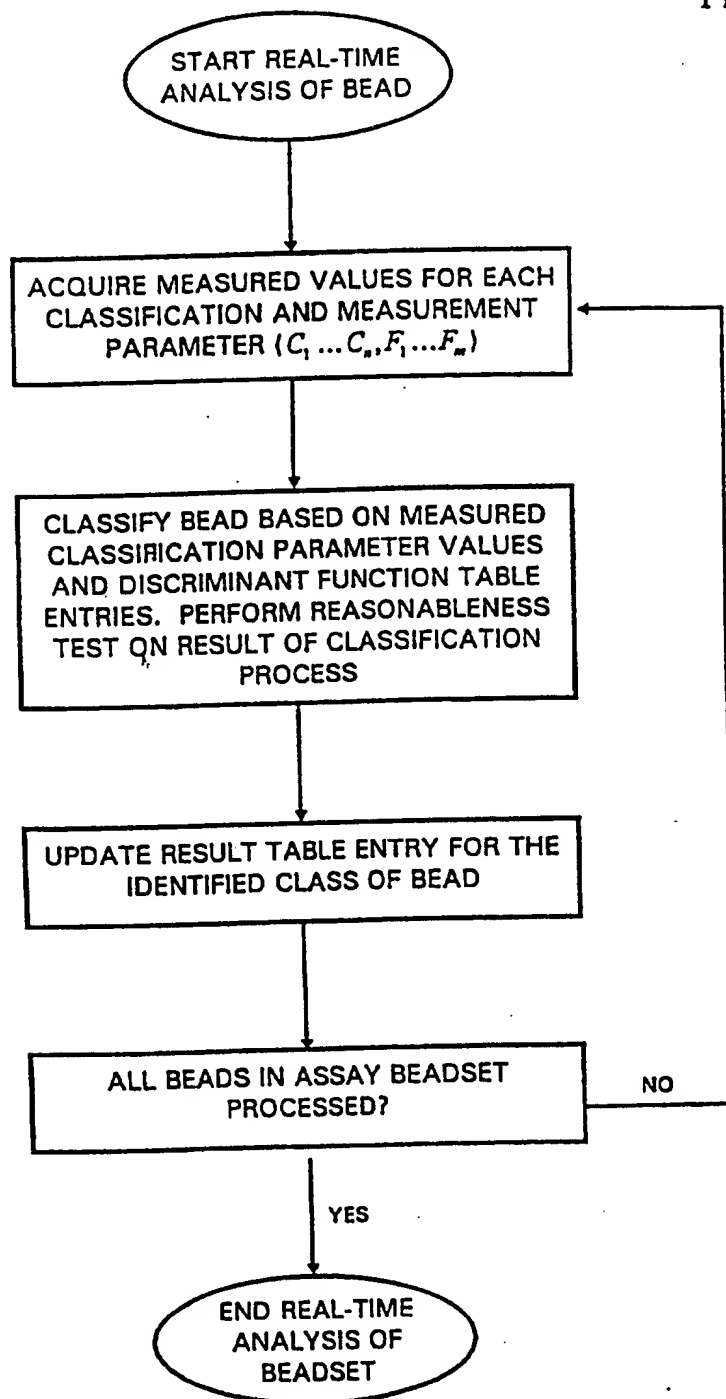 START REAL-TIME
ANALYSIS OF BEAD
ACQUIRE MEASURED VALUES FOR EACH
CLASSIFICATION AND MEASUREMENT
PARAMETER (C₁ ... Cₙ, F₁ ... Fₘ)
CLASSIFY BEAD BASED ON MEASURED
CLASSIFICATION PARAMETER VALUES
AND DISCRIMINANT FUNCTION TABLE
ENTRIES. PERFORM REASONABLENESS
TEST ON RESULT OF CLASSIFICATION
PROCESS
UPDATE RESULT TABLE ENTRY FOR THE
IDENTIFIED CLASS OF BEAD
ALL BEADS IN ASSAY BEADSET
PROCESSED?
NO
YES
END REAL-TIME
ANALYSIS OF
BEADSET